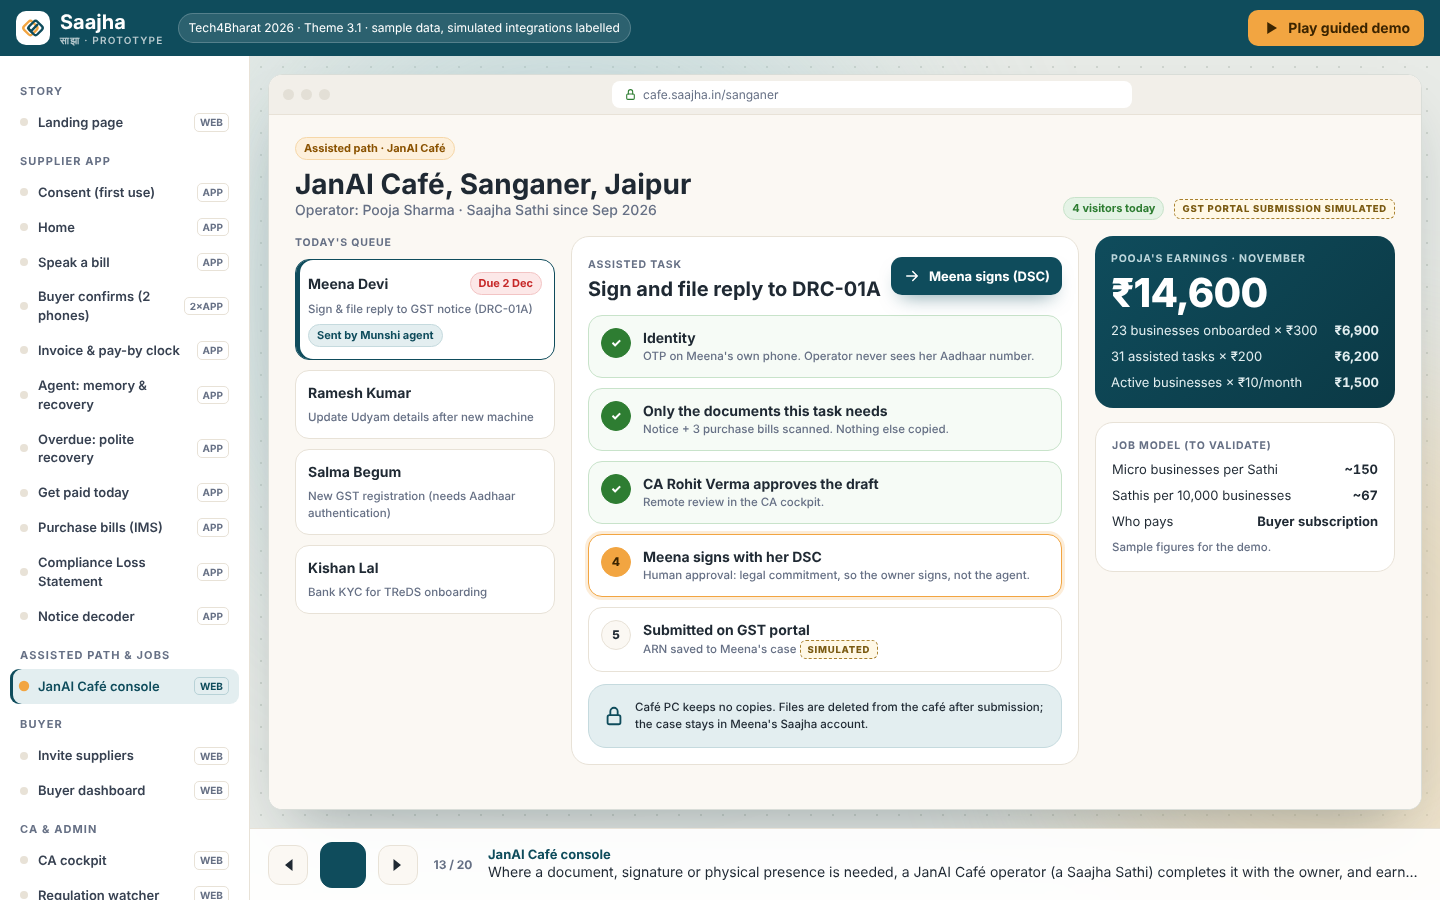 Saajha
साझा · PROTOTYPE
Tech4Bharat 2026 · Theme 3.1 · sample data, simulated integrations labelled
Play guided demo
STORY
Landing page WEB
SUPPLIER APP
Consent (first use) APP
Home APP
Speak a bill APP
Buyer confirms (2
phones) 2×APP
Invoice & pay-by clock APP
Agent: memory &
recovery APP
Overdue: polite
recovery APP
Get paid today APP
Purchase bills (IMS) APP
Compliance Loss
Statement APP
Notice decoder APP
ASSISTED PATH & JOBS
JanAI Café console WEB
BUYER
Invite suppliers WEB
Buyer dashboard WEB
CA & ADMIN
CA cockpit WEB
Regulation watcher WEB
cafe.saajha.in/sanganer
Assisted path · JanAI Café
JanAI Café, Sanganer, Jaipur
Operator: Pooja Sharma · Saajha Sathi since Sep 2026
4 visitors today GST PORTAL SUBMISSION SIMULATED
TODAY'S QUEUE
Meena Devi Due 2 Dec
Sign & file reply to GST notice (DRC-01A)
Sent by Munshi agent
Ramesh Kumar
Update Udyam details after new machine
Salma Begum
New GST registration (needs Aadhaar
authentication)
Kishan Lal
Bank KYC for TReDS onboarding
ASSISTED TASK
Sign and file reply to DRC-01A
Meena signs (DSC)
Identity
OTP on Meena's own phone. Operator never sees her Aadhaar number.
Only the documents this task needs
Notice + 3 purchase bills scanned. Nothing else copied.
CA Rohit Verma approves the draft
Remote review in the CA cockpit.
4 Meena signs with her DSC
Human approval: legal commitment, so the owner signs, not the agent.
5 Submitted on GST portal
ARN saved to Meena's case SIMULATED
Café PC keeps no copies. Files are deleted from the café after submission;
the case stays in Meena's Saajha account.
POOJA'S EARNINGS · NOVEMBER
₹14,600
23 businesses onboarded × ₹300 ₹6,900
31 assisted tasks × ₹200 ₹6,200
Active businesses × ₹10/month ₹1,500
JOB MODEL (TO VALIDATE)
Micro businesses per Sathi ~150
Sathis per 10,000 businesses ~67
Who pays Buyer subscription
Sample figures for the demo.
13 / 20
JanAI Café console
Where a document, signature or physical presence is needed, a JanAI Café operator (a Saajha Sathi) completes it with the owner, and earn...